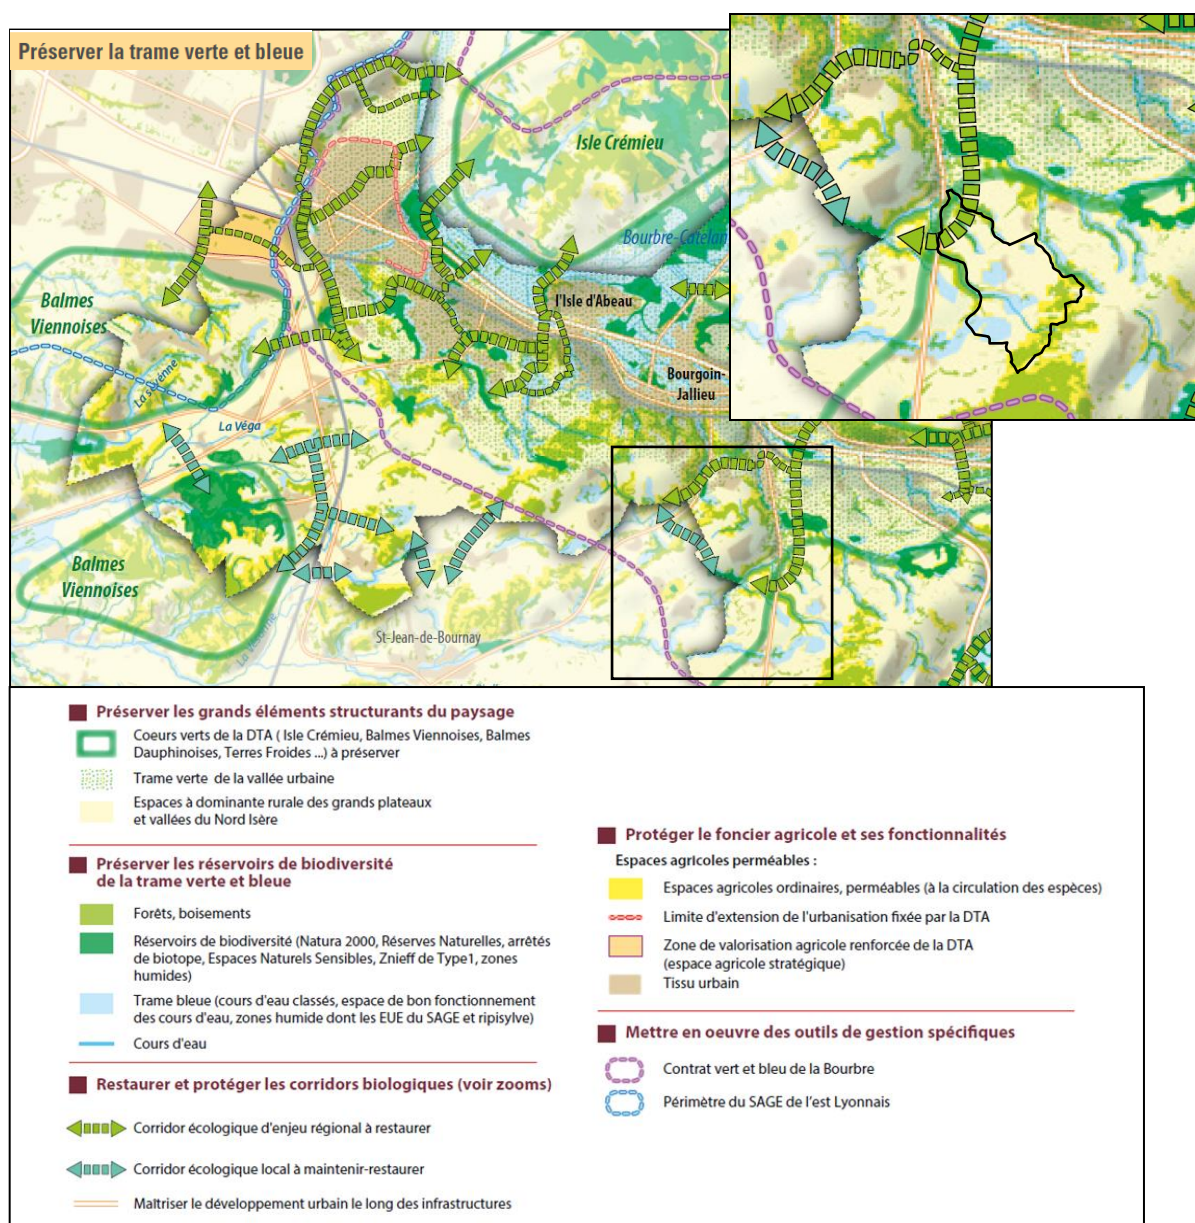 Préserver la trame verte et bleue
Isle Crémieu
Bourbre-Catelan
Balmes
Viennoises
l'Isle d'Abeau
La sévenne
Bourgoin-
Jallieu
La Véga
Balmes
Viennoises
St-Jean-de-Bournay
Préserver les grands éléments structurants du paysage
Coeurs verts de la DTA ( Isle Crémieu, Balmes Viennoises, Balmes
Dauphinoises, Terres Froides ...) à préserver
Trame verte de la vallée urbaine
Espaces à dominante rurale des grands plateaux
et vallées du Nord Isère
Préserver les réservoirs de biodiversité
de la trame verte et bleue
Forêts, boisements
Réservoirs de biodiversité (Natura 2000, Réserves Naturelles, arrêtés
de biotope, Espaces Naturels Sensibles, Znieff de Type1, zones
humides)
Trame bleue (cours d'eau classés, espace de bon fonctionnement
des cours d'eau, zones humide dont les EUE du SAGE et ripisylve)
Cours d'eau
Restaurer et protéger les corridors biologiques (voir zooms)
Corridor écologique d'enjeu régional à restaurer
Corridor écologique local à maintenir-restaurer
Maîtriser le développement urbain le long des infrastructures
Protéger le foncier agricole et ses fonctionnalités
Espaces agricoles perméables :
Espaces agricoles ordinaires, perméables (à la circulation des espèces)
Limite d'extension de l'urbanisation fixée par la DTA
Zone de valorisation agricole renforcée de la DTA
(espace agricole stratégique)
Tissu urbain
Mettre en oeuvre des outils de gestion spécifiques
Contrat vert et bleu de la Bourbre
Périmètre du SAGE de l'est Lyonnais